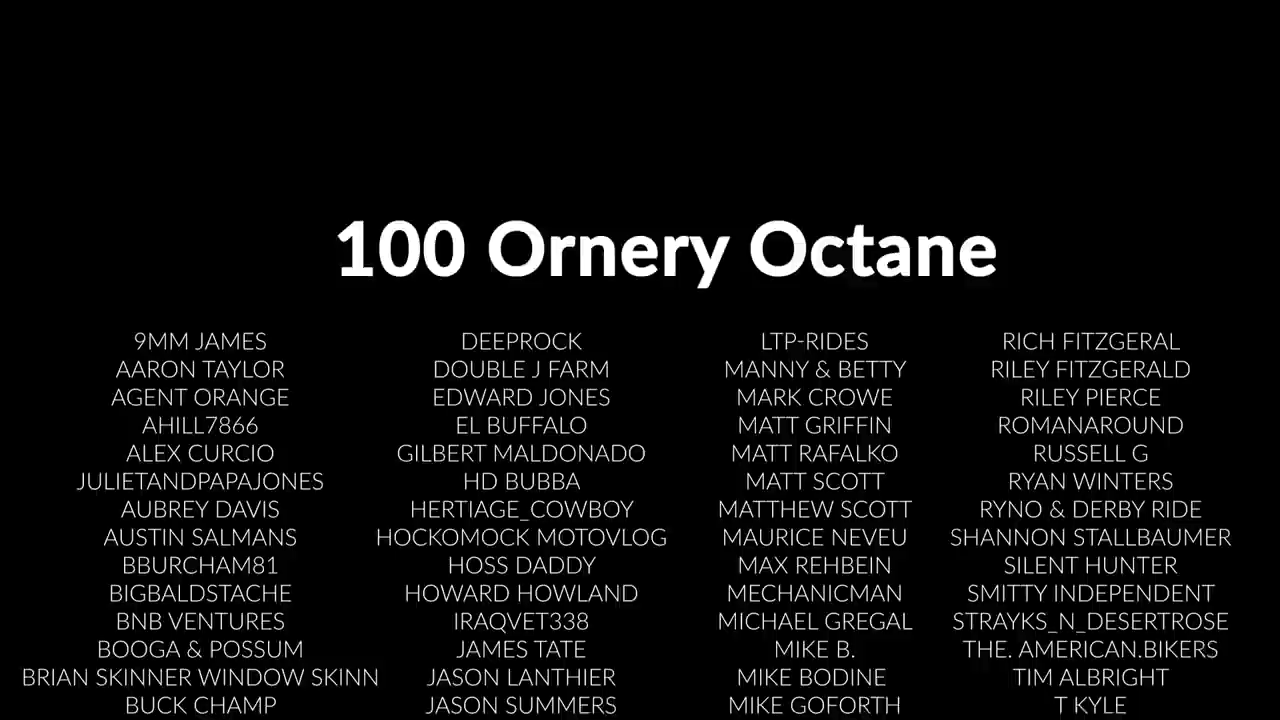 100 Ornery Octane
9MM JAMES
AARON TAYLOR
AGENT ORANGE
AHILL7866
ALEX CURCIO
JULIETANDPAPAJONES
AUBREY DAVIS
AUSTIN SALMANS
BBURCHAM81
BIGBALDSTACHE
BNB VENTURES
BOOGA & POSSUM
BRIAN SKINNER WINDOW SKINN
BUCK CHAMP
DEEPROCK
DOUBLE J FARM
EDWARD JONES
EL BUFFALO
GILBERT MALDONADO
HD BUBBA
HERTIAGE_COWBOY
HOCKOMOCK MOTOVLOG
HOSS DADDY
HOWARD HOWLAND
IRAQVET338
JAMES TATE
JASON LANTHIER
JASON SUMMERS
LTP-RIDES
MANNY & BETTY
MARK CROWE
MATT GRIFFIN
MATT RAFALKO
MATT SCOTT
MATTHEW SCOTT
MAURICE NEVEU
MAX REHBEIN
MECHANICMAN
MICHAEL GREGAL
MIKE B.
MIKE BODINE
MIKE GOFORTH
RICH FITZGERAL
RILEY FITZGERALD
RILEY PIERCE
ROMANAROUND
RUSSELL G
RYAN WINTERS
RYNO & DERBY RIDE
SHANNON STALLBAUMER
SILENT HUNTER
SMITTY INDEPENDENT
STRAYKS_N_DESERTROSE
THE. AMERICAN.BIKERS
TIM ALBRIGHT
T KYLE